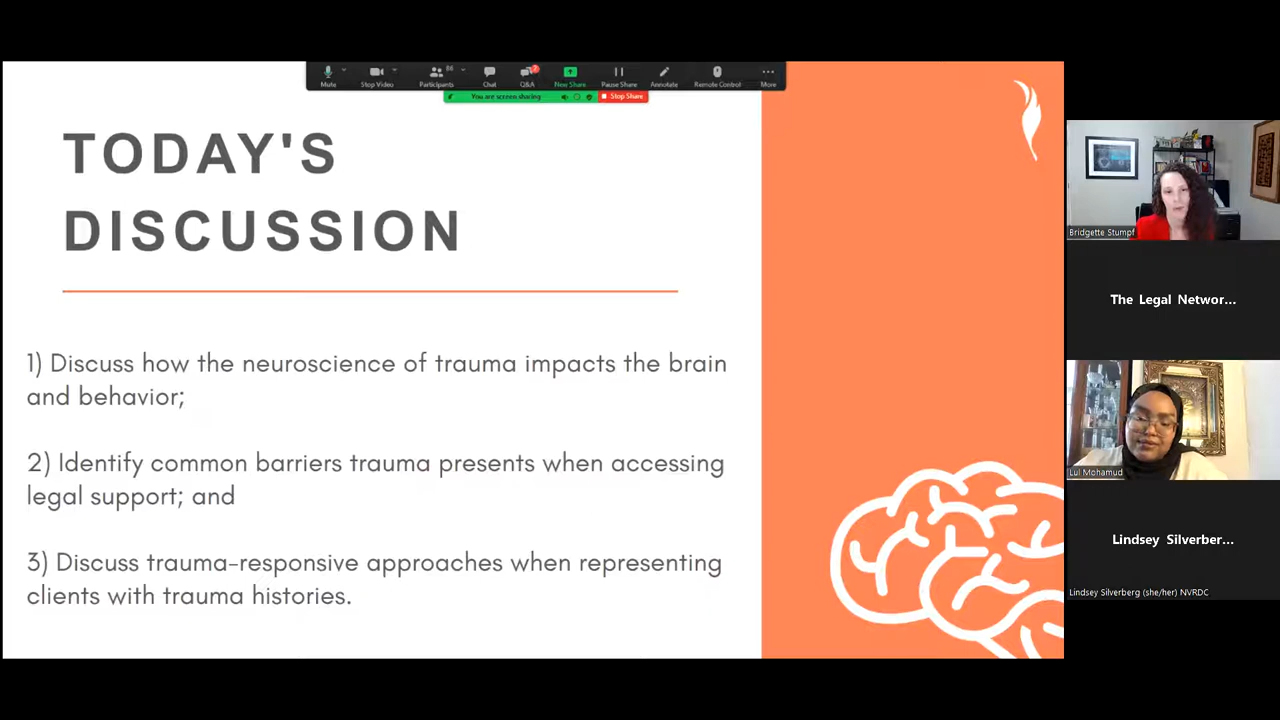 Mute
Stop Video
Participants
86
Chat
Q&A
2
New Share
Pause Share
Annotate
Remote Control
More
You are screen sharing
Stop Share
TODAY'S
DISCUSSION
1) Discuss how the neuroscience of trauma impacts the brain
and behavior;
2) Identify common barriers trauma presents when accessing
legal support; and
3) Discuss trauma-responsive approaches when representing
clients with trauma histories.
Bridgette Stumpf
The Legal Networ...
Lul Mohamud
Lindsey Silverber...
Lindsey Silverberg (she/her) NVRDC